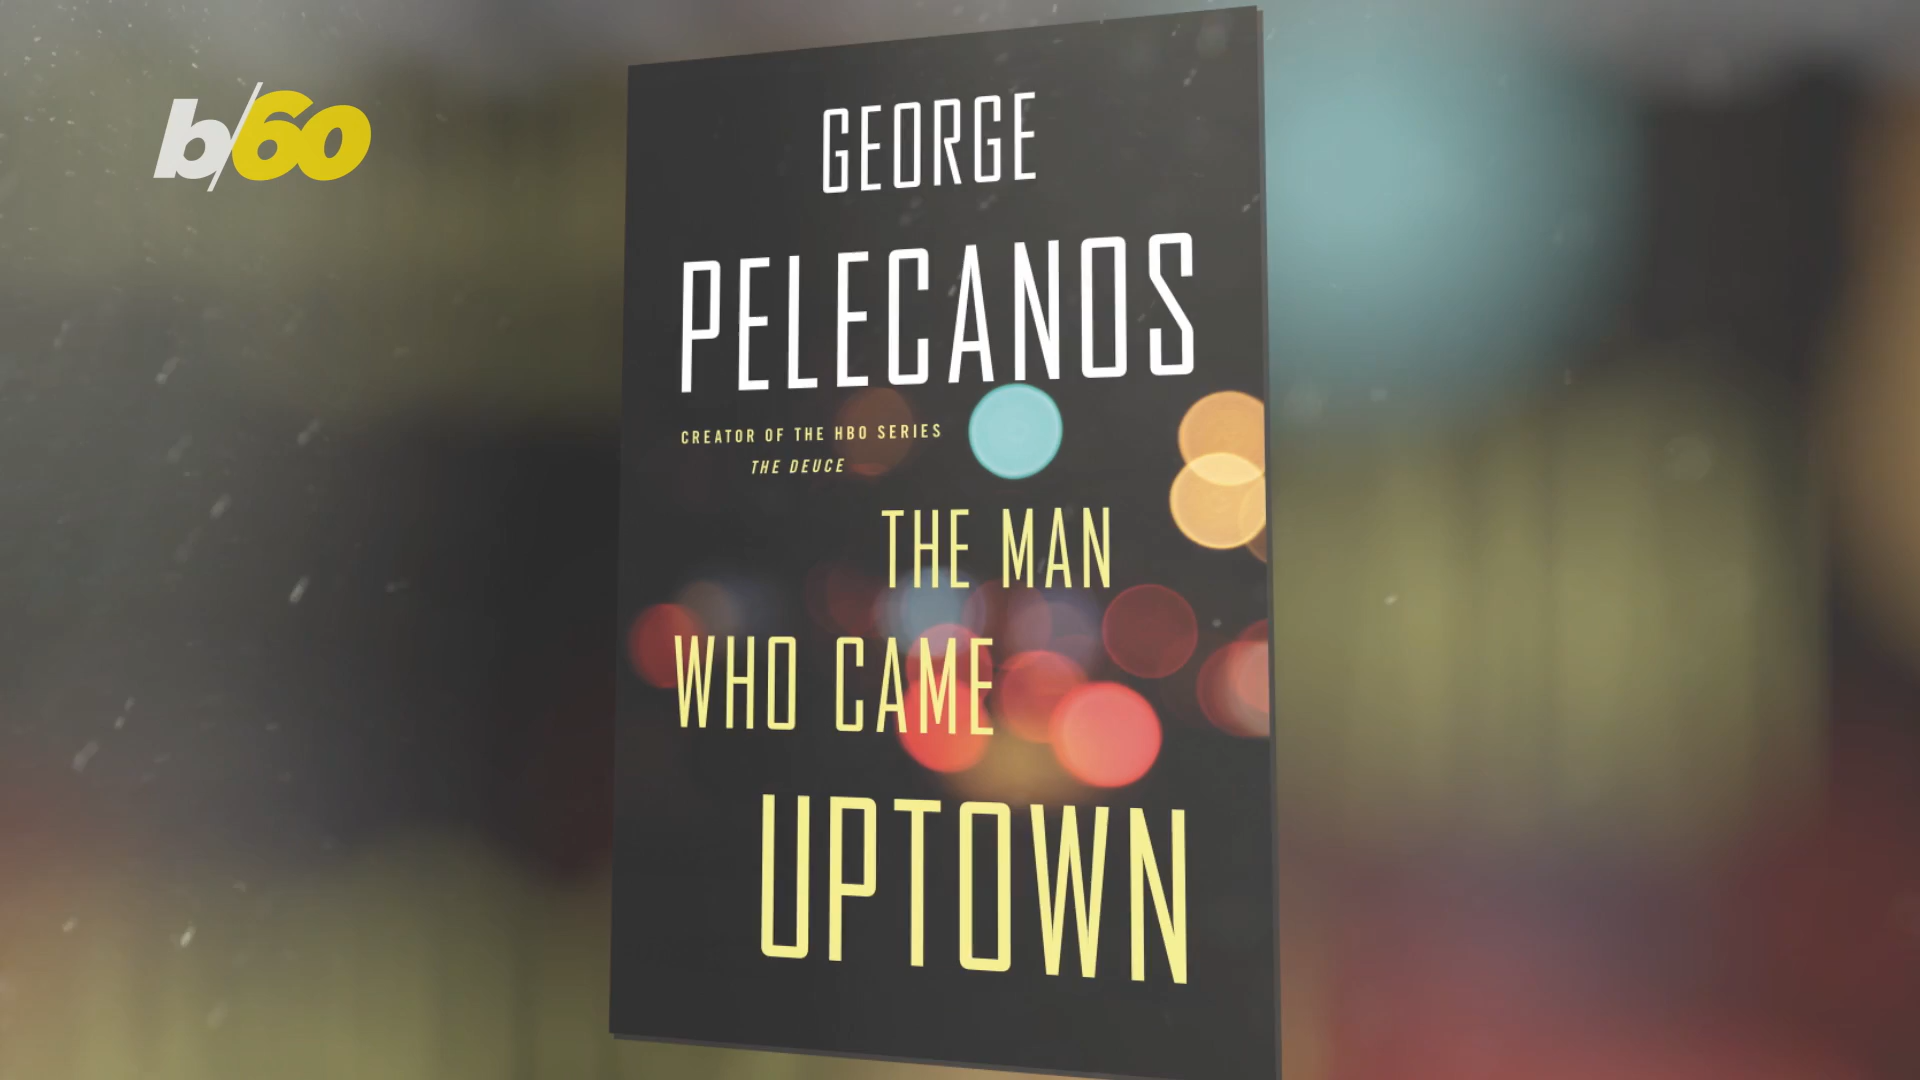 b/60
GEORGE
PELECANOS
CREATOR OF THE HBO SERIES
THE DEUCE
THE MAN
WHO CAME
UPTOWN